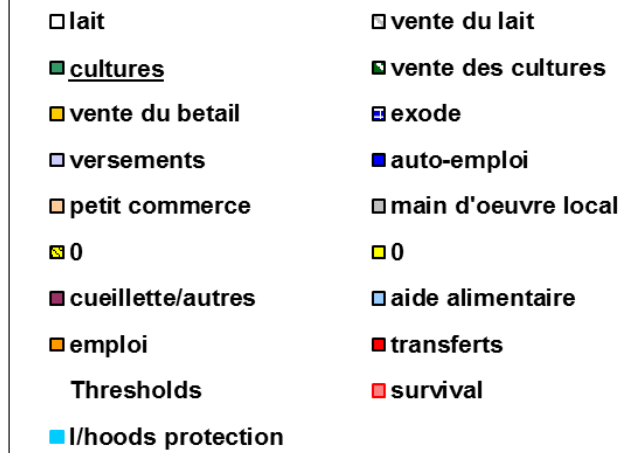 lait vente du lait
cultures vente des cultures
vente du betail exode
versements auto-emploi
petit commerce main d'oeuvre local
0 0
cueillette/autres aide alimentaire
emploi transferts
Thresholds survival
l/hoods protection